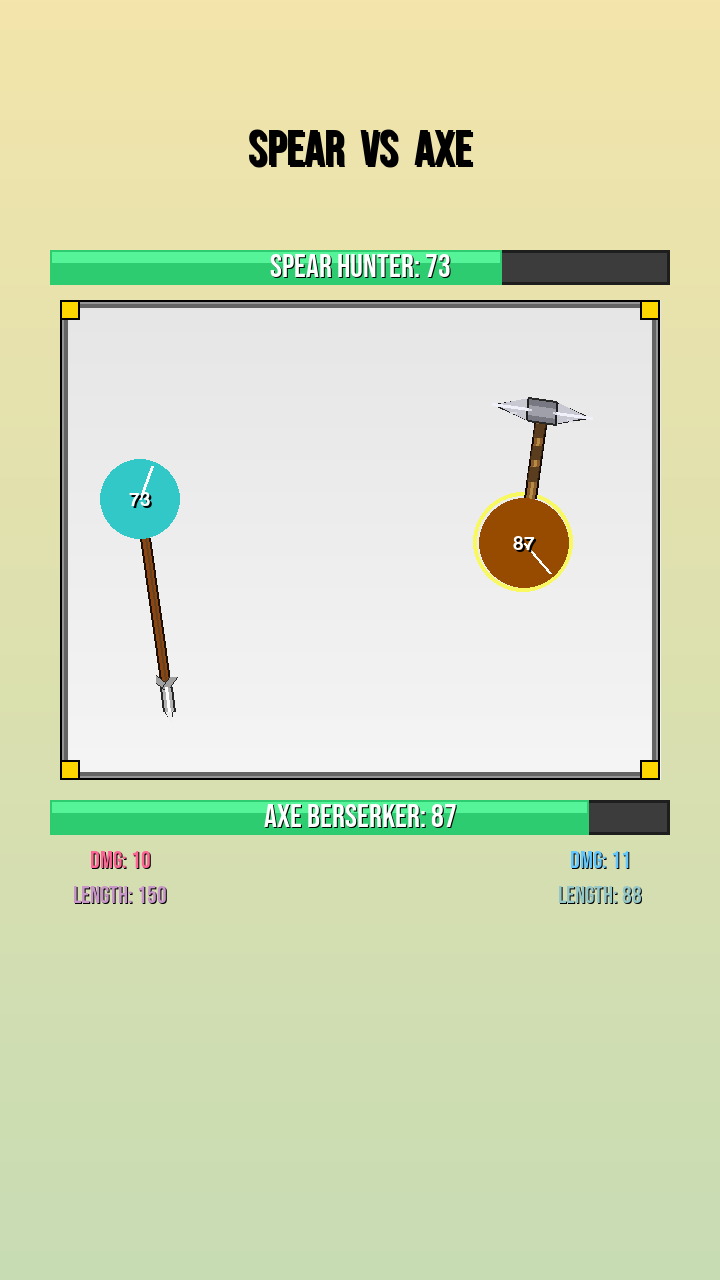 SPEAR VS AXE
SPEAR HUNTER: 73
73
87
AXE BERSERKER: 87
DMG: 10
DMG: 11
LENGTH: 150
LENGTH: 88